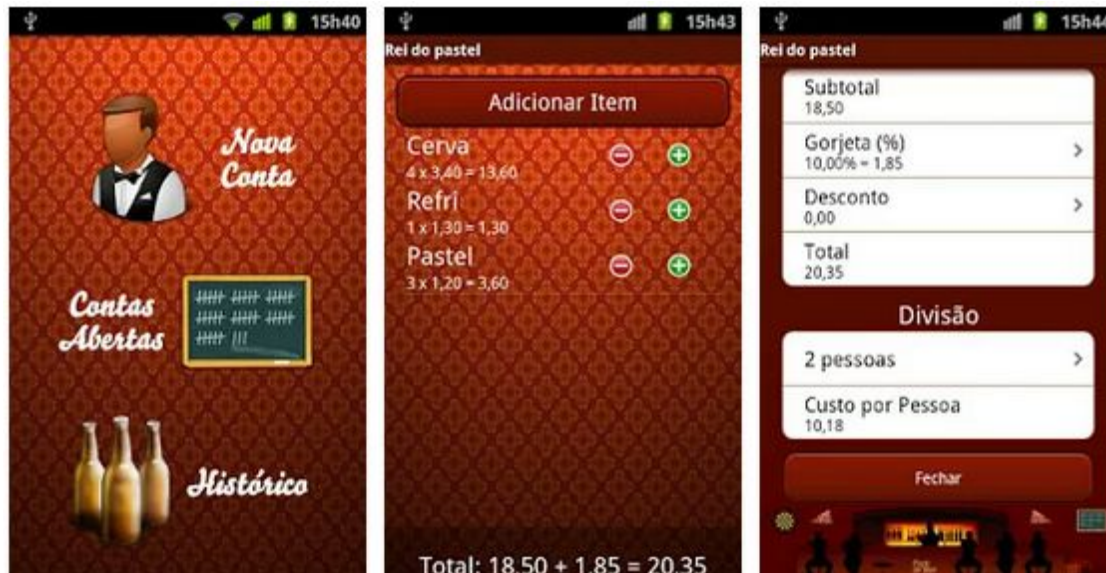 15h40
Nova
Conta
Contas
Abertas
Histórico
15h43
Rei do pastel
Adicionar Item
Cerva
4 x 3,40 = 13,60
Refri
1 x 1,30 = 1,30
Pastel
3 x 1,20 = 3,60
Total: 18,50 + 1,85 = 20,35
15h44
Rei do pastel
Subtotal
18,50
Gorjeta (%)
10,00% = 1,85
Desconto
0,00
Total
20,35
Divisão
2 pessoas
Custo por Pessoa
10,18
Fechar